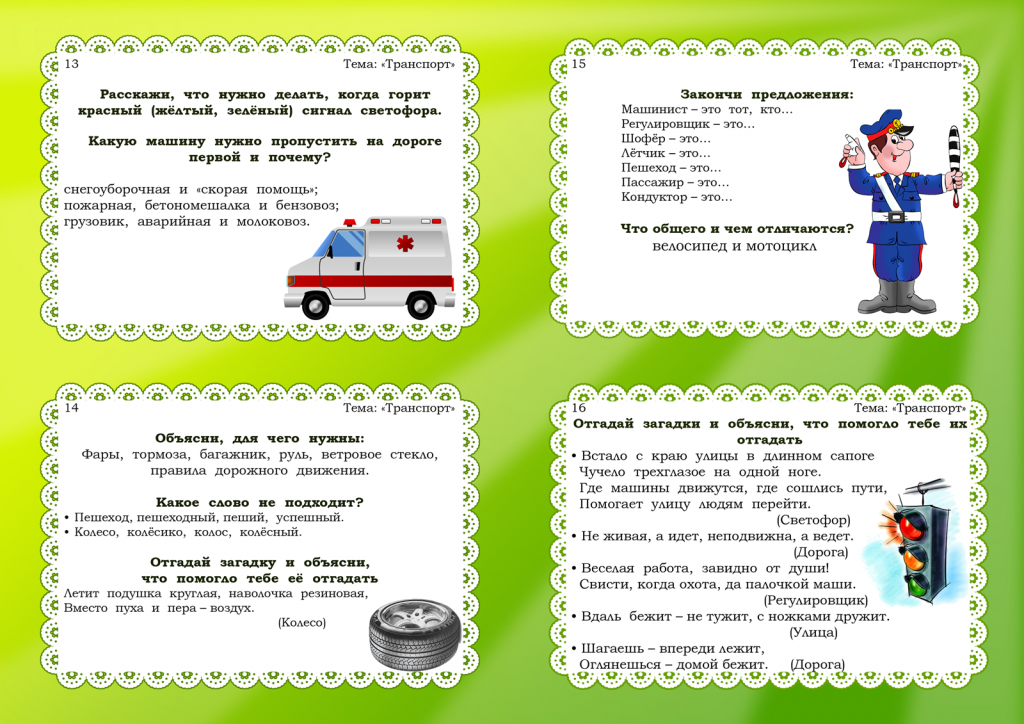 13
Тема: «Транспорт»
Расскажи, что нужно делать, когда горит
красный (жёлтый, зелёный) сигнал светофора.
Какую машину нужно пропустить на дороге
первой и почему?
снегоуборочная и «скорая помощь»;
пожарная, бетономешалка и бензовоз;
грузовик, аварийная и молоковоз.
15
Тема: «Транспорт»
Закончи предложения:
Машинист – это тот, кто…
Регулировщик – это…
Шофёр – это…
Лётчик – это…
Пешеход – это…
Пассажир – это…
Кондуктор – это…
Что общего и чем отличаются?
велосипед и мотоцикл
14
Тема: «Транспорт»
Объясни, для чего нужны:
Фары, тормоза, багажник, руль, ветровое стекло,
правила дорожного движения.
Какое слово не подходит?
• Пешеход, пешеходный, пеший, успешный.
• Колесо, колёсико, колос, колёсный.
Отгадай загадку и объясни,
что помогло тебе её отгадать
Летит подушка круглая, наволочка резиновая,
Вместо пуха и пера – воздух.
(Колесо)
16
Тема: «Транспорт»
Отгадай загадки и объясни, что помогло тебе их
отгадать
• Встало с краю улицы в длинном сапоге
Чучело трехглазое на одной ноге.
Где машины движутся, где сошлись пути,
Помогает улицу людям перейти.
(Светофор)
• Не живая, а идет, неподвижна, а ведет.
(Дорога)
• Веселая работа, завидно от души!
Свисти, когда охота, да палочкой маши.
(Регулировщик)
• Вдаль бежит – не тужит, с ножками дружит.
(Улица)
• Шагаешь – впереди лежит,
Оглянешься – домой бежит. (Дорога)